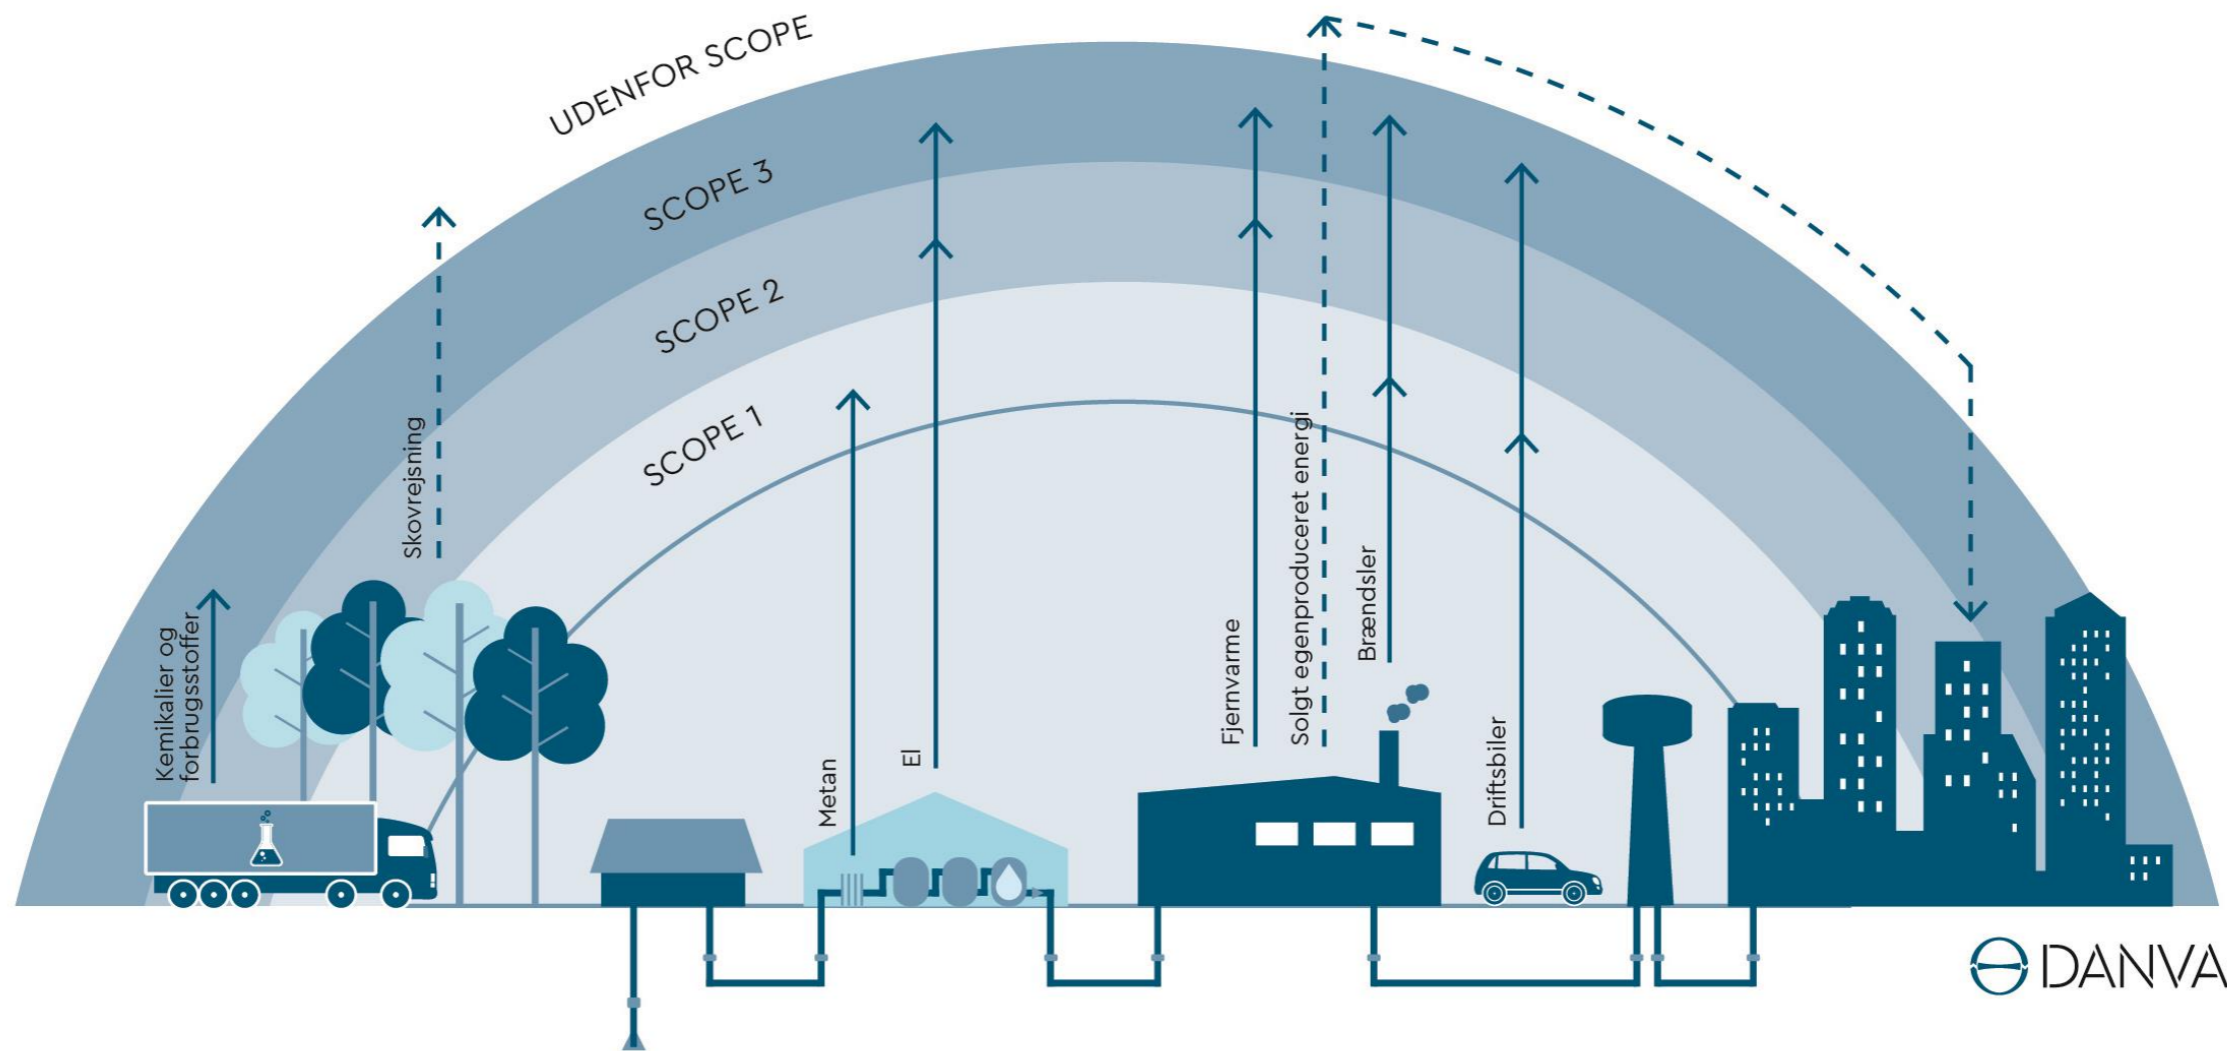 UDENFOR SCOPE
SCOPE 3
SCOPE 2
SCOPE 1
Kemikalier og
forbrugsstoffer
Skovrejsning
Metan
El
Fjernvarme
Solgt egenproduceret energi
Brændsler
Driftsbiler
DANVA